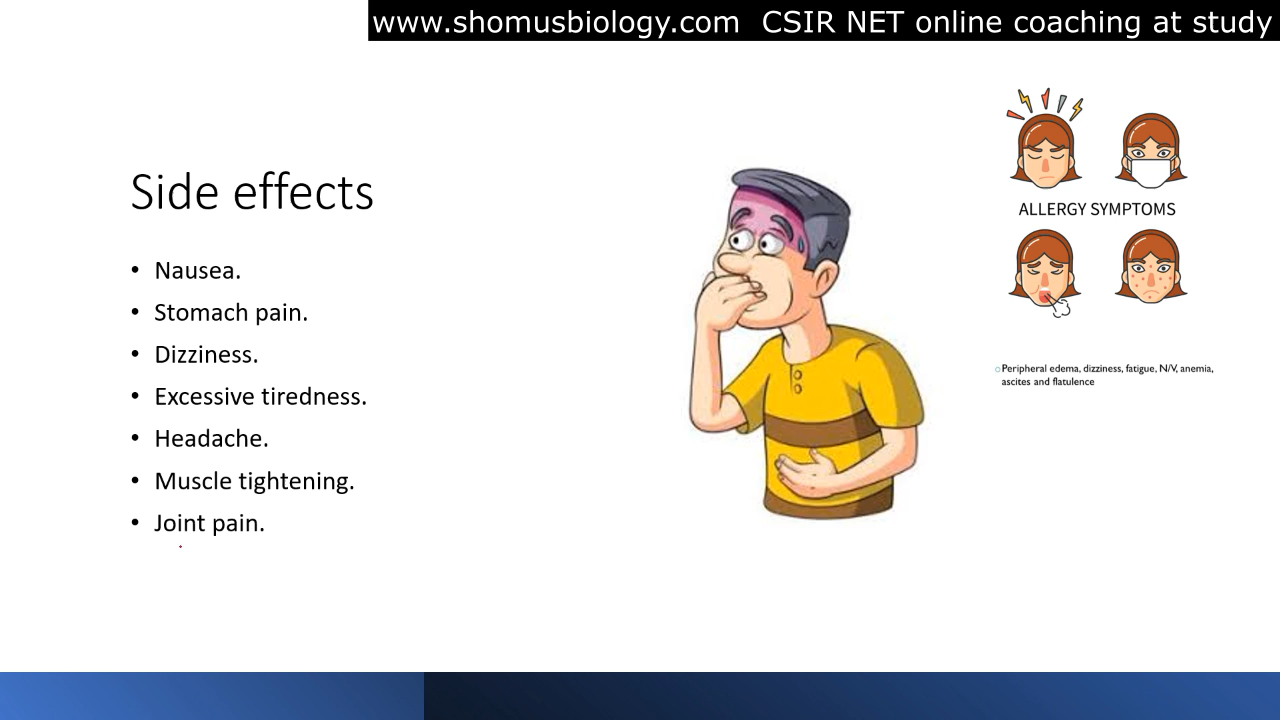 www.shomusbiology.com  CSIR NET online coaching at study
Side effects
• Nausea.
• Stomach pain.
• Dizziness.
• Excessive tiredness.
• Headache.
• Muscle tightening.
• Joint pain.
ALLERGY SYMPTOMS
○ Peripheral edema, dizziness, fatigue, N/V, anemia,
ascites and flatulence